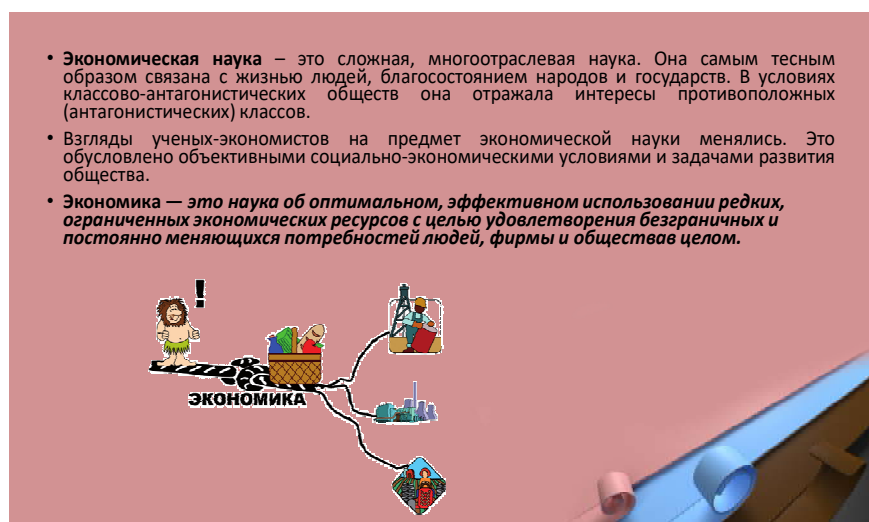 • Экономическая наука – это сложная, многоотраслевая наука. Она самым тесным
образом связана с жизнью людей, благосостоянием народов и государств. В условиях
классово-антагонистических обществ она отражала интересы противоположных
(антагонистических) классов.
• Взгляды ученых-экономистов на предмет экономической науки менялись. Это
обусловлено объективными социально-экономическими условиями и задачами развития
общества.
• Экономика — это наука об оптимальном, эффективном использовании редких,
ограниченных экономических ресурсов с целью удовлетворения безграничных и
постоянно меняющихся потребностей людей, фирмы и обществав целом.
!
ЭКОНОМИКА